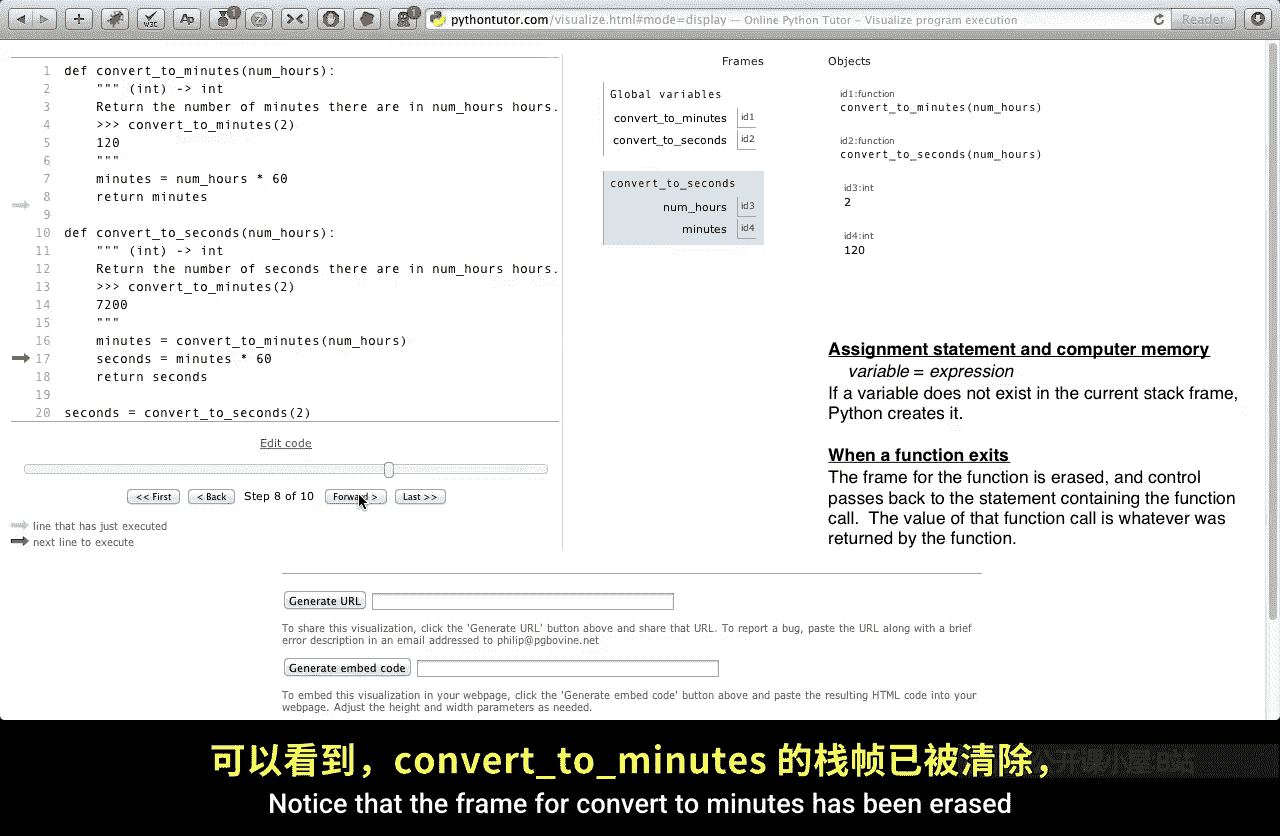 pythontutor.com/visualize.html#mode=display — Online Python Tutor – Visualize program execution
Reader
W3C
Ap
1
1
1 def convert_to_minutes(num_hours):
2 """ (int) -> int
3 Return the number of minutes there are in num_hours hours.
4 >>> convert_to_minutes(2)
5 120
6 """
7 minutes = num_hours * 60
8 return minutes
9
10 def convert_to_seconds(num_hours):
11 """ (int) -> int
12 Return the number of seconds there are in num_hours hours.
13 >>> convert_to_minutes(2)
14 7200
15 """
16 minutes = convert_to_minutes(num_hours)
17 seconds = minutes * 60
18 return seconds
19
20 seconds = convert_to_seconds(2)
Edit code
<< First
< Back
Step 8 of 10
Forward >
Last >>
line that has just executed
next line to execute
Frames
Objects
Global variables
convert_to_minutes id1
convert_to_seconds id2
convert_to_seconds
num_hours id3
minutes id4
id1:function
convert_to_minutes(num_hours)
id2:function
convert_to_seconds(num_hours)
id3:int
2
id4:int
120
Assignment statement and computer memory
variable = expression
If a variable does not exist in the current stack frame,
Python creates it.
When a function exits
The frame for the function is erased, and control
passes back to the statement containing the function
call. The value of that function call is whatever was
returned by the function.
Generate URL
To share this visualization, click the 'Generate URL' button above and share that URL. To report a bug, paste the URL along with a brief
error description in an email addressed to philip@pgbovine.net
Generate embed code
To embed this visualization in your webpage, click the 'Generate embed code' button above and paste the resulting HTML code into your
webpage. Adjust the height and width parameters as needed.
可以看到，convert_to_minutes 的栈帧已被清除，
Notice that the frame for convert to minutes has been erased